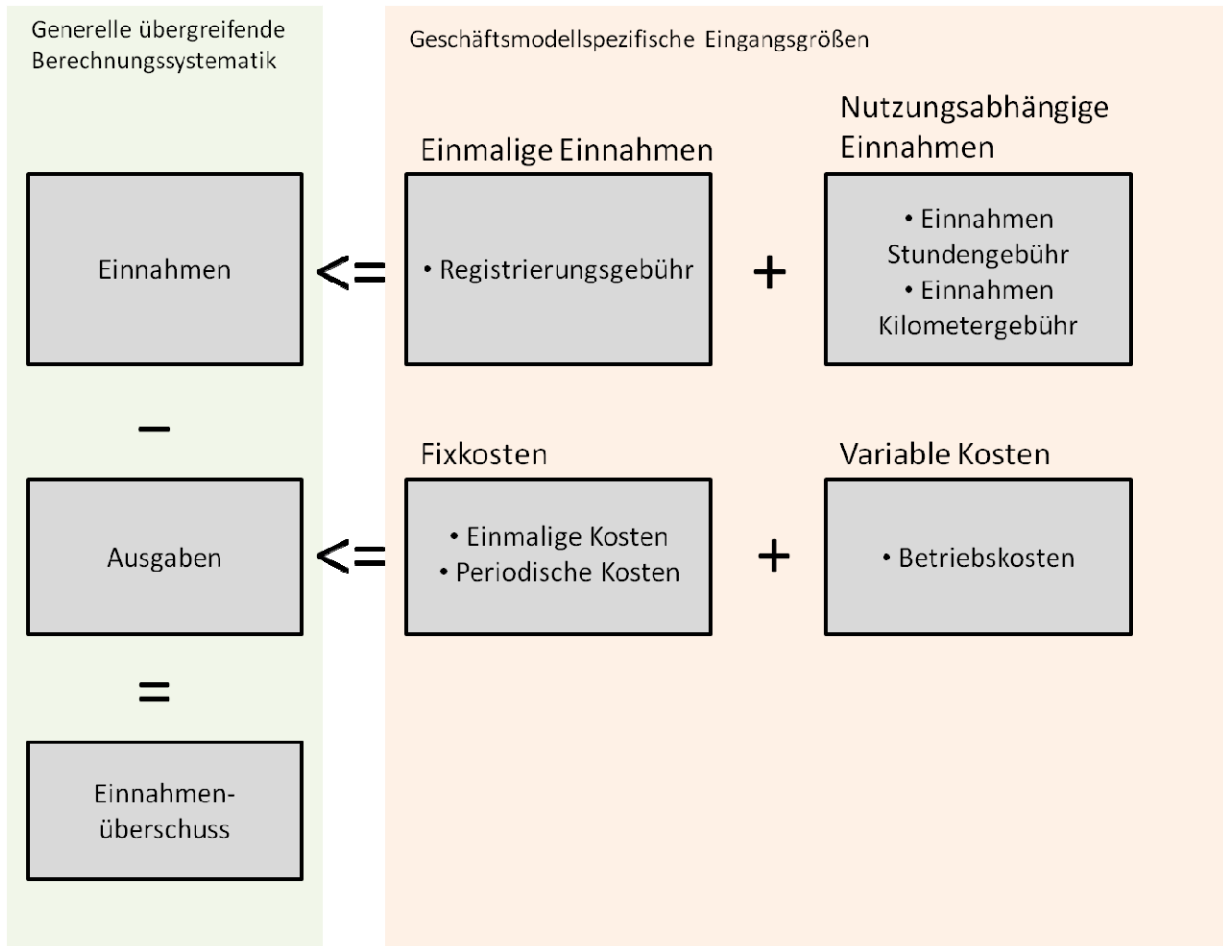 Generelle übergreifende
Berechnungssystematik
Geschäftsmodellspezifische Eingangsgrößen
Einmalige Einnahmen
Nutzungsabhängige
Einnahmen
Einnahmen
<=
• Registrierungsgebühr
+
• Einnahmen
Stundengebühr
• Einnahmen
Kilometergebühr
–
Fixkosten
Variable Kosten
Ausgaben
<=
• Einmalige Kosten
• Periodische Kosten
+
• Betriebskosten
=
Einnahmen-
überschuss